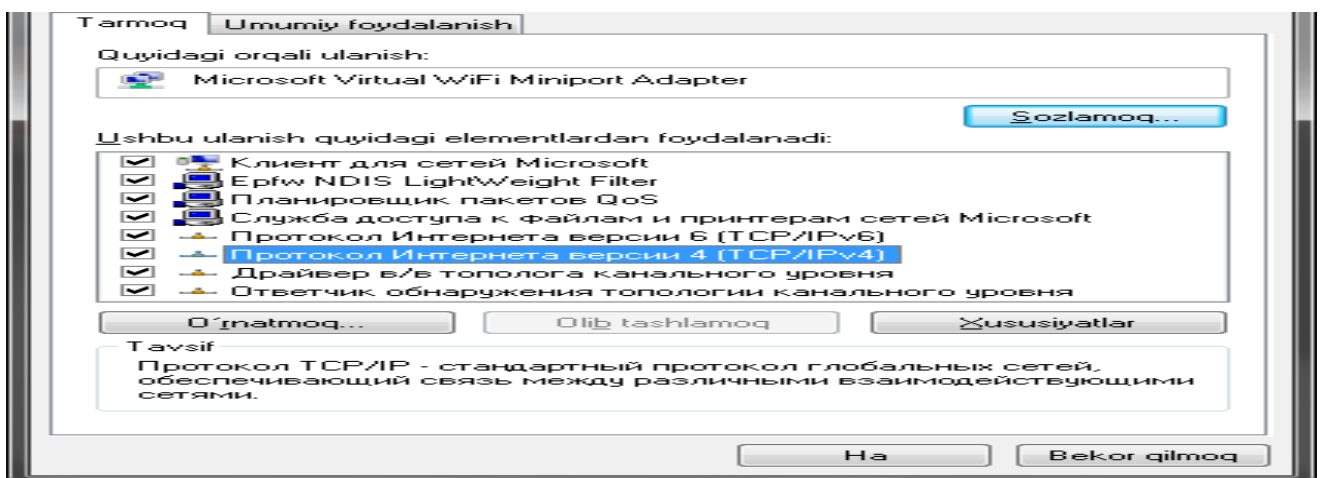 Tarmoq Umumiy foydalanish
Quyidagi orqali ulanish:
Microsoft Virtual WiFi Miniport Adapter
Sozlamoq...
Ushbu ulanish quyidagi elementlardan foydalanadi:
Клиент для сетей Microsoft
Epfw NDIS LightWeight Filter
Планировщик пакетов QoS
Служба доступа к файлам и принтерам сетей Microsoft
Протокол Интернета версии 6 (TCP/IPv6)
Протокол Интернета версии 4 (TCP/IPv4)
Драйвер в/в тополога канального уровня
Ответчик обнаружения топологии канального уровня
O´rnatmoq... Olib tashlamoq Xususiyatlar
Tavsif
Протокол TCP/IP - стандартный протокол глобальных сетей,
обеспечивающий связь между различными взаимодействующими
сетями.
Ha Bekor qilmoq